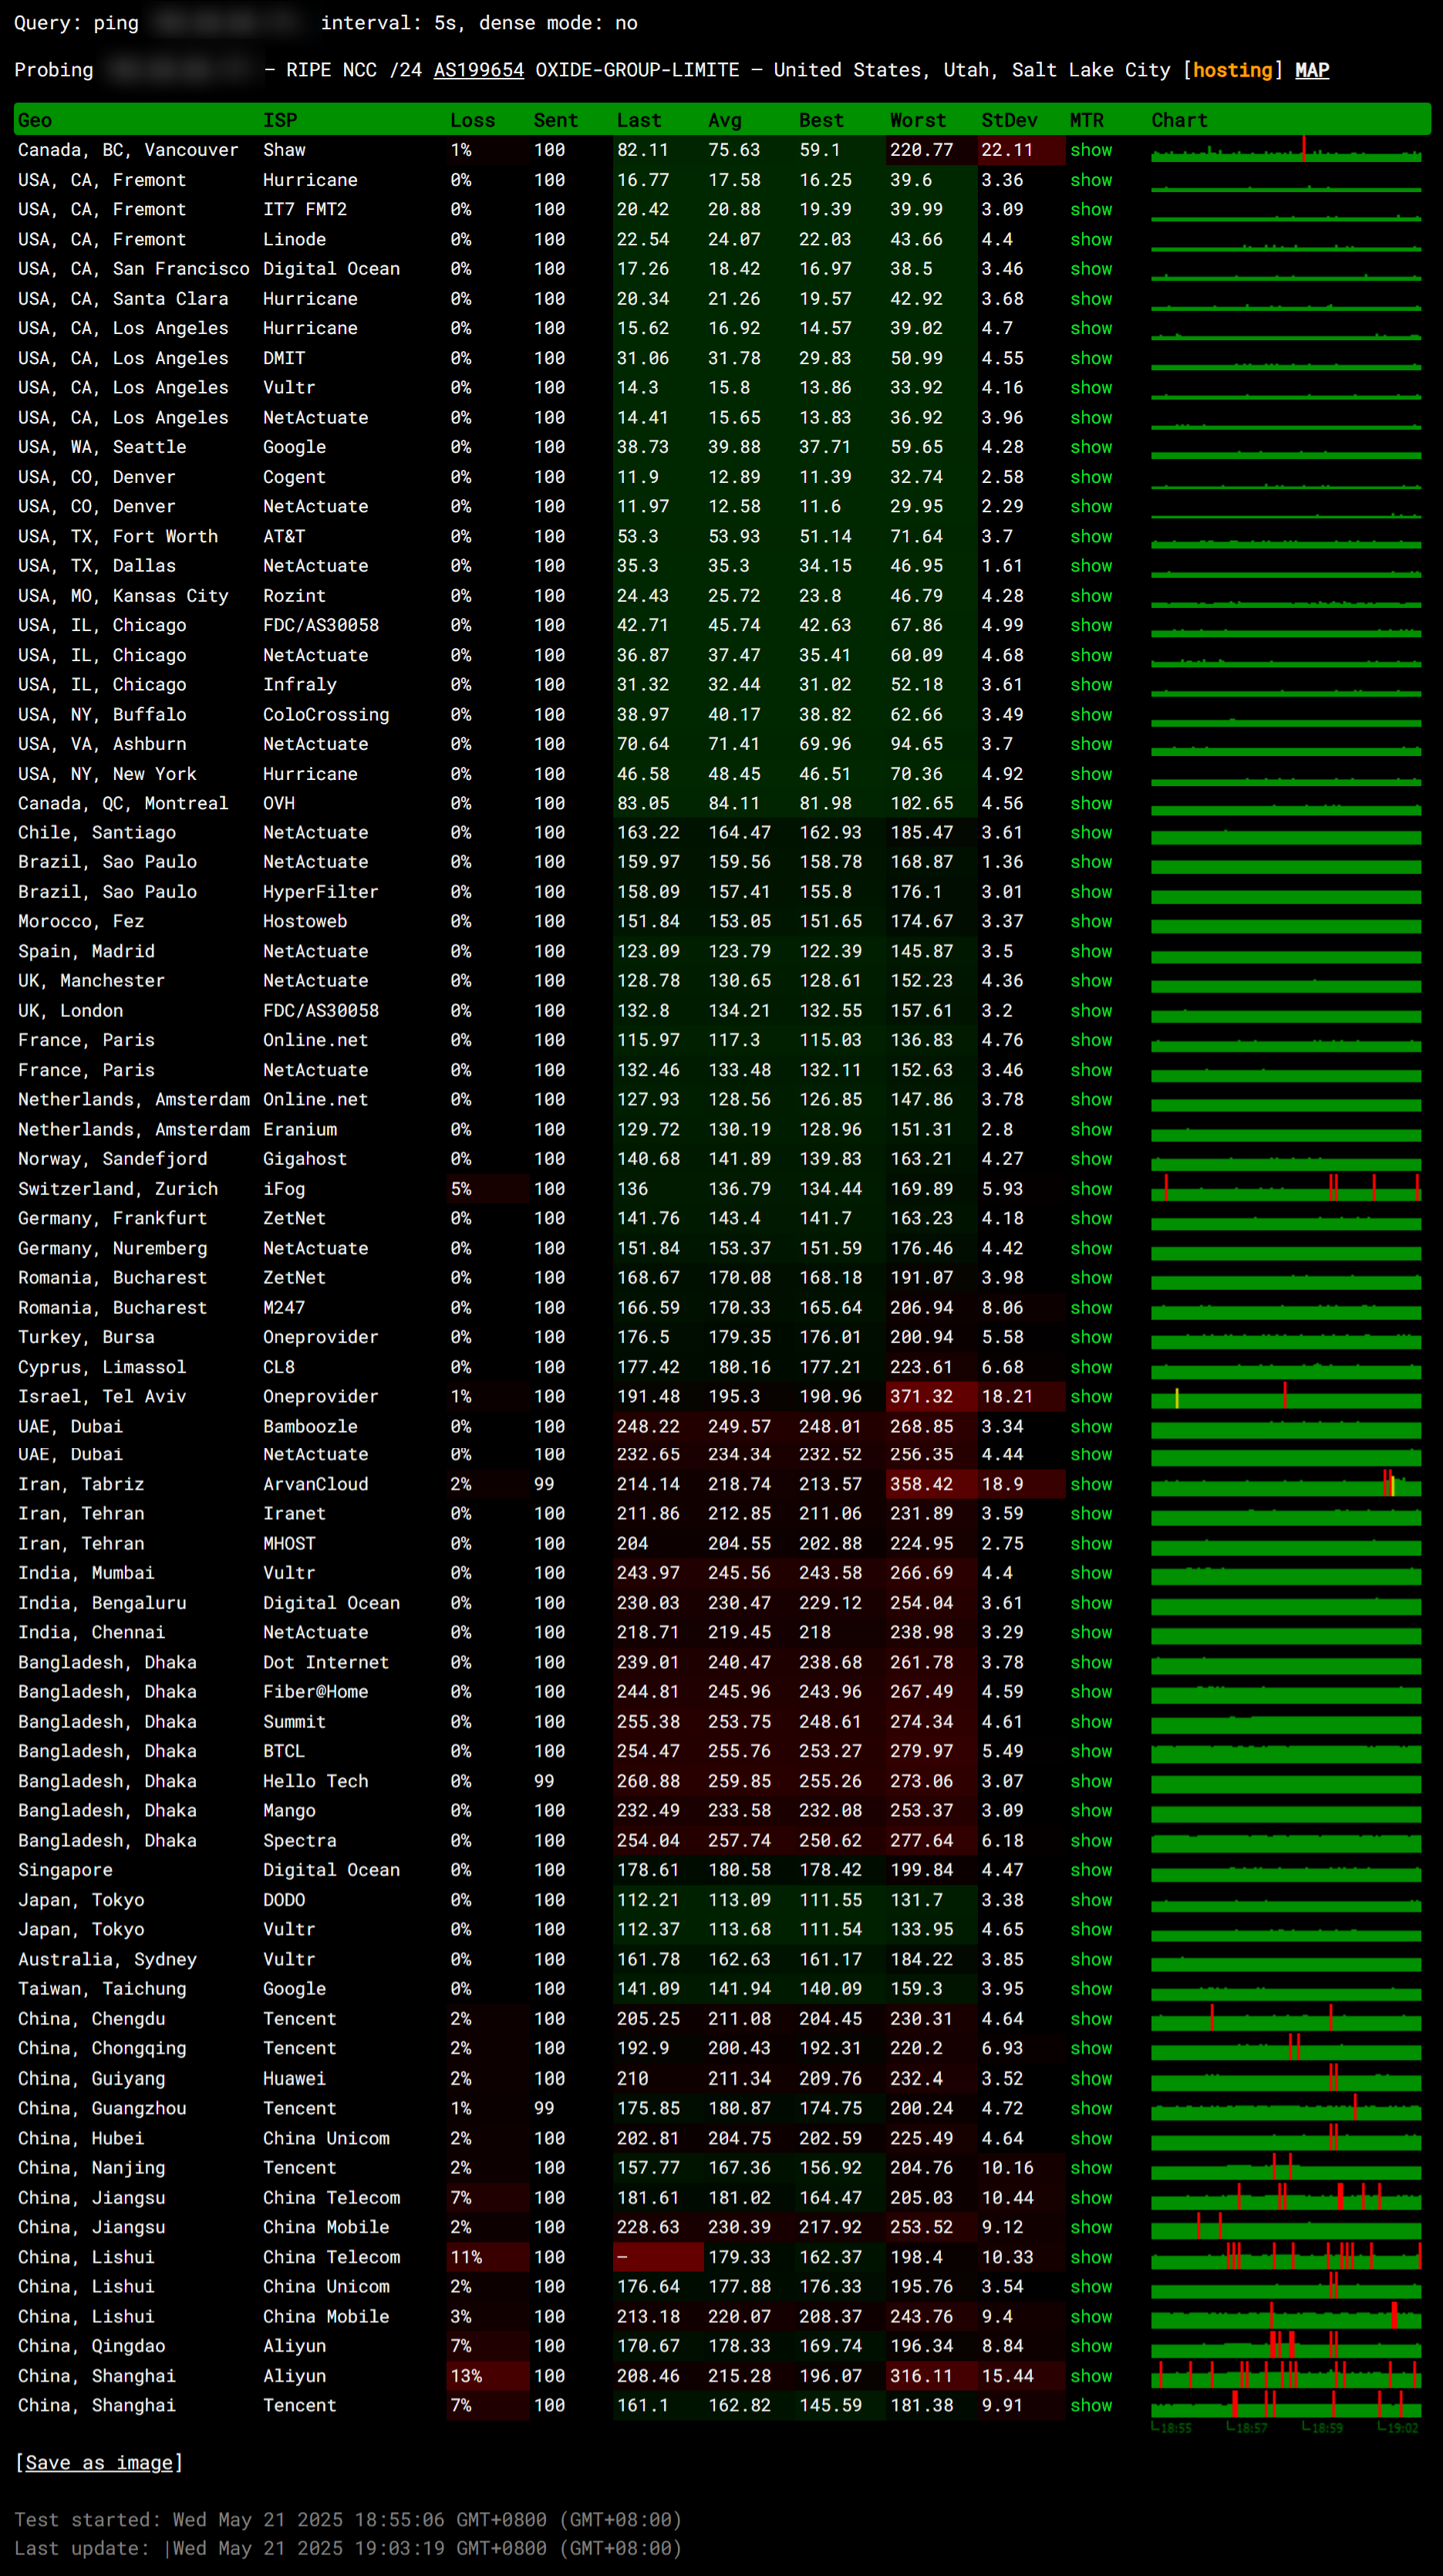 Query: ping interval: 5s, dense mode: no
Probing — RIPE NCC /24 AS199654 OXIDE-GROUP-LIMITE — United States, Utah, Salt Lake City [hosting] MAP
Geo ISP Loss Sent Last Avg Best Worst StDev MTR Chart
Canada, BC, Vancouver Shaw 1% 100 82.11 75.63 59.1 220.77 22.11 show
USA, CA, Fremont Hurricane 0% 100 16.77 17.58 16.25 39.6 3.36 show
USA, CA, Fremont IT7 FMT2 0% 100 20.42 20.88 19.39 39.99 3.09 show
USA, CA, Fremont Linode 0% 100 22.54 24.07 22.03 43.66 4.4 show
USA, CA, San Francisco Digital Ocean 0% 100 17.26 18.42 16.97 38.5 3.46 show
USA, CA, Santa Clara Hurricane 0% 100 20.34 21.26 19.57 42.92 3.68 show
USA, CA, Los Angeles Hurricane 0% 100 15.62 16.92 14.57 39.02 4.7 show
USA, CA, Los Angeles DMIT 0% 100 31.06 31.78 29.83 50.99 4.55 show
USA, CA, Los Angeles Vultr 0% 100 14.3 15.8 13.86 33.92 4.16 show
USA, CA, Los Angeles NetActuate 0% 100 14.41 15.65 13.83 36.92 3.96 show
USA, WA, Seattle Google 0% 100 38.73 39.88 37.71 59.65 4.28 show
USA, CO, Denver Cogent 0% 100 11.9 12.89 11.39 32.74 2.58 show
USA, CO, Denver NetActuate 0% 100 11.97 12.58 11.6 29.95 2.29 show
USA, TX, Fort Worth AT&T 0% 100 53.3 53.93 51.14 71.64 3.7 show
USA, TX, Dallas NetActuate 0% 100 35.3 35.3 34.15 46.95 1.61 show
USA, MO, Kansas City Rozint 0% 100 24.43 25.72 23.8 46.79 4.28 show
USA, IL, Chicago FDC/AS30058 0% 100 42.71 45.74 42.63 67.86 4.99 show
USA, IL, Chicago NetActuate 0% 100 36.87 37.47 35.41 60.09 4.68 show
USA, IL, Chicago Infraly 0% 100 31.32 32.44 31.02 52.18 3.61 show
USA, NY, Buffalo ColoCrossing 0% 100 38.97 40.17 38.82 62.66 3.49 show
USA, VA, Ashburn NetActuate 0% 100 70.64 71.41 69.96 94.65 3.7 show
USA, NY, New York Hurricane 0% 100 46.58 48.45 46.51 70.36 4.92 show
Canada, QC, Montreal OVH 0% 100 83.05 84.11 81.98 102.65 4.56 show
Chile, Santiago NetActuate 0% 100 163.22 164.47 162.93 185.47 3.61 show
Brazil, Sao Paulo NetActuate 0% 100 159.97 159.56 158.78 168.87 1.36 show
Brazil, Sao Paulo HyperFilter 0% 100 158.09 157.41 155.8 176.1 3.01 show
Morocco, Fez Hostoweb 0% 100 151.84 153.05 151.65 174.67 3.37 show
Spain, Madrid NetActuate 0% 100 123.09 123.79 122.39 145.87 3.5 show
UK, Manchester NetActuate 0% 100 128.78 130.65 128.61 152.23 4.36 show
UK, London FDC/AS30058 0% 100 132.8 134.21 132.55 157.61 3.2 show
France, Paris Online.net 0% 100 115.97 117.3 115.03 136.83 4.76 show
France, Paris NetActuate 0% 100 132.46 133.48 132.11 152.63 3.46 show
Netherlands, Amsterdam Online.net 0% 100 127.93 128.56 126.85 147.86 3.78 show
Netherlands, Amsterdam Eranium 0% 100 129.72 130.19 128.96 151.31 2.8 show
Norway, Sandefjord Gigahost 0% 100 140.68 141.89 139.83 163.21 4.27 show
Switzerland, Zurich iFog 5% 100 136 136.79 134.44 169.89 5.93 show
Germany, Frankfurt ZetNet 0% 100 141.76 143.4 141.7 163.23 4.18 show
Germany, Nuremberg NetActuate 0% 100 151.84 153.37 151.59 176.46 4.42 show
Romania, Bucharest ZetNet 0% 100 168.67 170.08 168.18 191.07 3.98 show
Romania, Bucharest M247 0% 100 166.59 170.33 165.64 206.94 8.06 show
Turkey, Bursa Oneprovider 0% 100 176.5 179.35 176.01 200.94 5.58 show
Cyprus, Limassol CL8 0% 100 177.42 180.16 177.21 223.61 6.68 show
Israel, Tel Aviv Oneprovider 1% 100 191.48 195.3 190.96 371.32 18.21 show
UAE, Dubai Bamboozle 0% 100 248.22 249.57 248.01 268.85 3.34 show
UAE, Dubai NetActuate 0% 100 232.65 234.34 232.52 256.35 4.44 show
Iran, Tabriz ArvanCloud 2% 99 214.14 218.74 213.57 358.42 18.9 show
Iran, Tehran Iranet 0% 100 211.86 212.85 211.06 231.89 3.59 show
Iran, Tehran MHOST 0% 100 204 204.55 202.88 224.95 2.75 show
India, Mumbai Vultr 0% 100 243.97 245.56 243.58 266.69 4.4 show
India, Bengaluru Digital Ocean 0% 100 230.03 230.47 229.12 254.04 3.61 show
India, Chennai NetActuate 0% 100 218.71 219.45 218 238.98 3.29 show
Bangladesh, Dhaka Dot Internet 0% 100 239.01 240.47 238.68 261.78 3.78 show
Bangladesh, Dhaka Fiber@Home 0% 100 244.81 245.96 243.96 267.49 4.59 show
Bangladesh, Dhaka Summit 0% 100 255.38 253.75 248.61 274.34 4.61 show
Bangladesh, Dhaka BTCL 0% 100 254.47 255.76 253.27 279.97 5.49 show
Bangladesh, Dhaka Hello Tech 0% 99 260.88 259.85 255.26 273.06 3.07 show
Bangladesh, Dhaka Mango 0% 100 232.49 233.58 232.08 253.37 3.09 show
Bangladesh, Dhaka Spectra 0% 100 254.04 257.74 250.62 277.64 6.18 show
Singapore Digital Ocean 0% 100 178.61 180.58 178.42 199.84 4.47 show
Japan, Tokyo DODO 0% 100 112.21 113.09 111.55 131.7 3.38 show
Japan, Tokyo Vultr 0% 100 112.37 113.68 111.54 133.95 4.65 show
Australia, Sydney Vultr 0% 100 161.78 162.63 161.17 184.22 3.85 show
Taiwan, Taichung Google 0% 100 141.09 141.94 140.09 159.3 3.95 show
China, Chengdu Tencent 2% 100 205.25 211.08 204.45 230.31 4.64 show
China, Chongqing Tencent 2% 100 192.9 200.43 192.31 220.2 6.93 show
China, Guiyang Huawei 2% 100 210 211.34 209.76 232.4 3.52 show
China, Guangzhou Tencent 1% 99 175.85 180.87 174.75 200.24 4.72 show
China, Hubei China Unicom 2% 100 202.81 204.75 202.59 225.49 4.64 show
China, Nanjing Tencent 2% 100 157.77 167.36 156.92 204.76 10.16 show
China, Jiangsu China Telecom 7% 100 181.61 181.02 164.47 205.03 10.44 show
China, Jiangsu China Mobile 2% 100 228.63 230.39 217.92 253.52 9.12 show
China, Lishui China Telecom 11% 100 — 179.33 162.37 198.4 10.33 show
China, Lishui China Unicom 2% 100 176.64 177.88 176.33 195.76 3.54 show
China, Lishui China Mobile 3% 100 213.18 220.07 208.37 243.76 9.4 show
China, Qingdao Aliyun 7% 100 170.67 178.33 169.74 196.34 8.84 show
China, Shanghai Aliyun 13% 100 208.46 215.28 196.07 316.11 15.44 show
China, Shanghai Tencent 7% 100 161.1 162.82 145.59 181.38 9.91 show
18:55 18:57 18:59 19:02
[Save as image]
Test started: Wed May 21 2025 18:55:06 GMT+0800 (GMT+08:00)
Last update: |Wed May 21 2025 19:03:19 GMT+0800 (GMT+08:00)